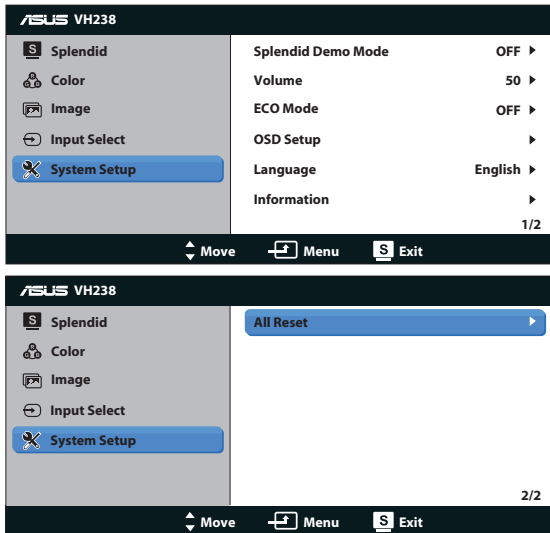 ASUS VH238
S Splendid
Color
Image
Input Select
System Setup
Splendid Demo Mode OFF
Volume 50
ECO Mode OFF
OSD Setup
Language English
Information
1/2
Move Menu S Exit
ASUS VH238
S Splendid
Color
Image
Input Select
System Setup
All Reset
2/2
Move Menu S Exit